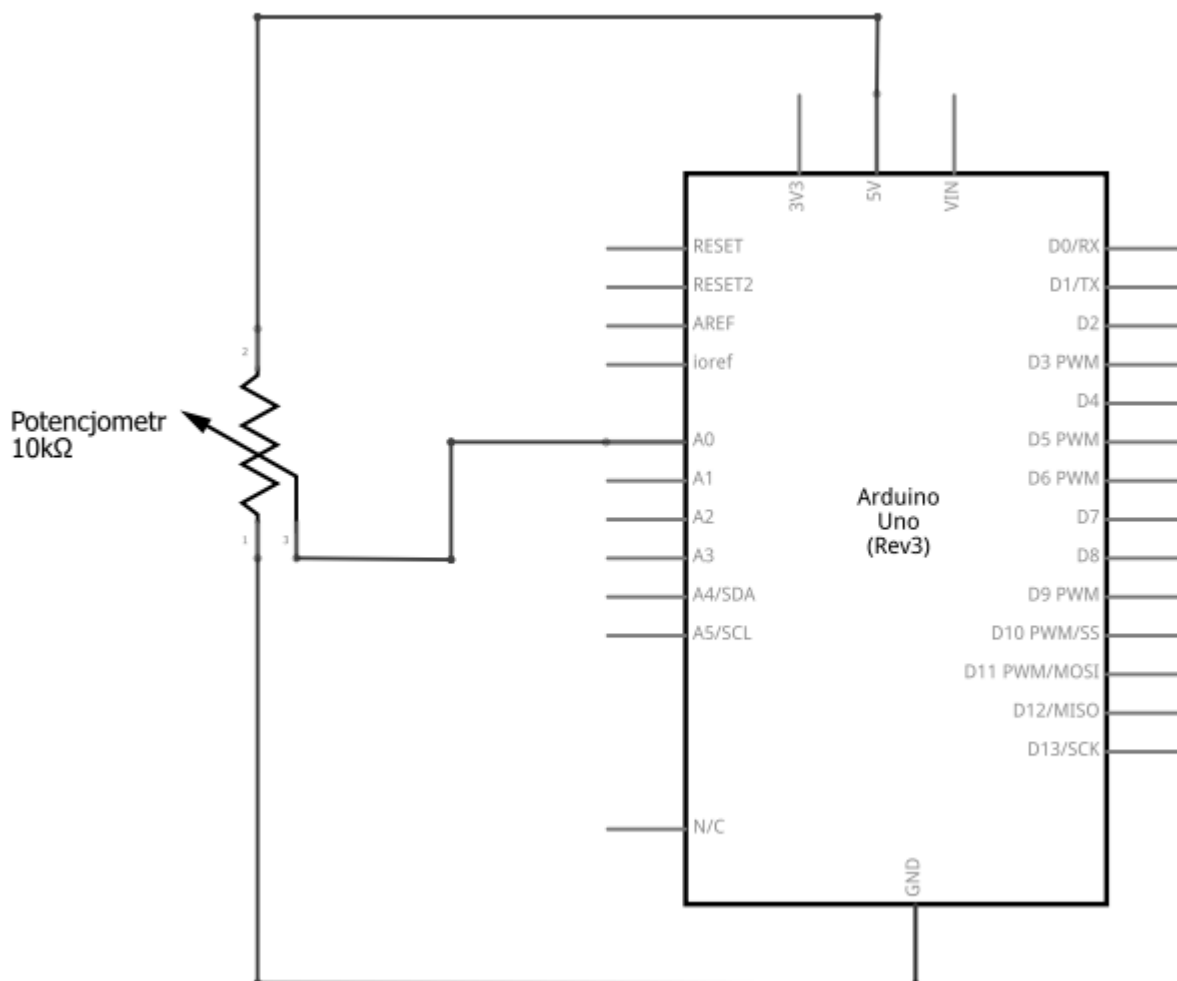 3V3
5V
VIN
RESET
RESET2
AREF
ioref
A0
A1
A2
A3
A4/SDA
A5/SCL
N/C
D0/RX
D1/TX
D2
D3 PWM
D4
D5 PWM
D6 PWM
D7
D8
D9 PWM
D10 PWM/SS
D11 PWM/MOSI
D12/MISO
D13/SCK
GND
Arduino
Uno
(Rev3)
2
Potencjometr
10kΩ
1
3